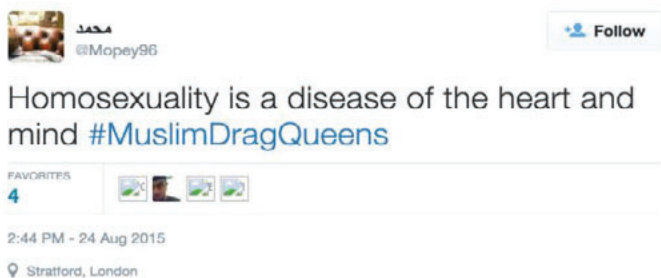 محمد
@Mopey96
Follow
Homosexuality is a disease of the heart and
mind #MuslimDragQueens
FAVORITES
4
2:44 PM - 24 Aug 2015
Stratford, London